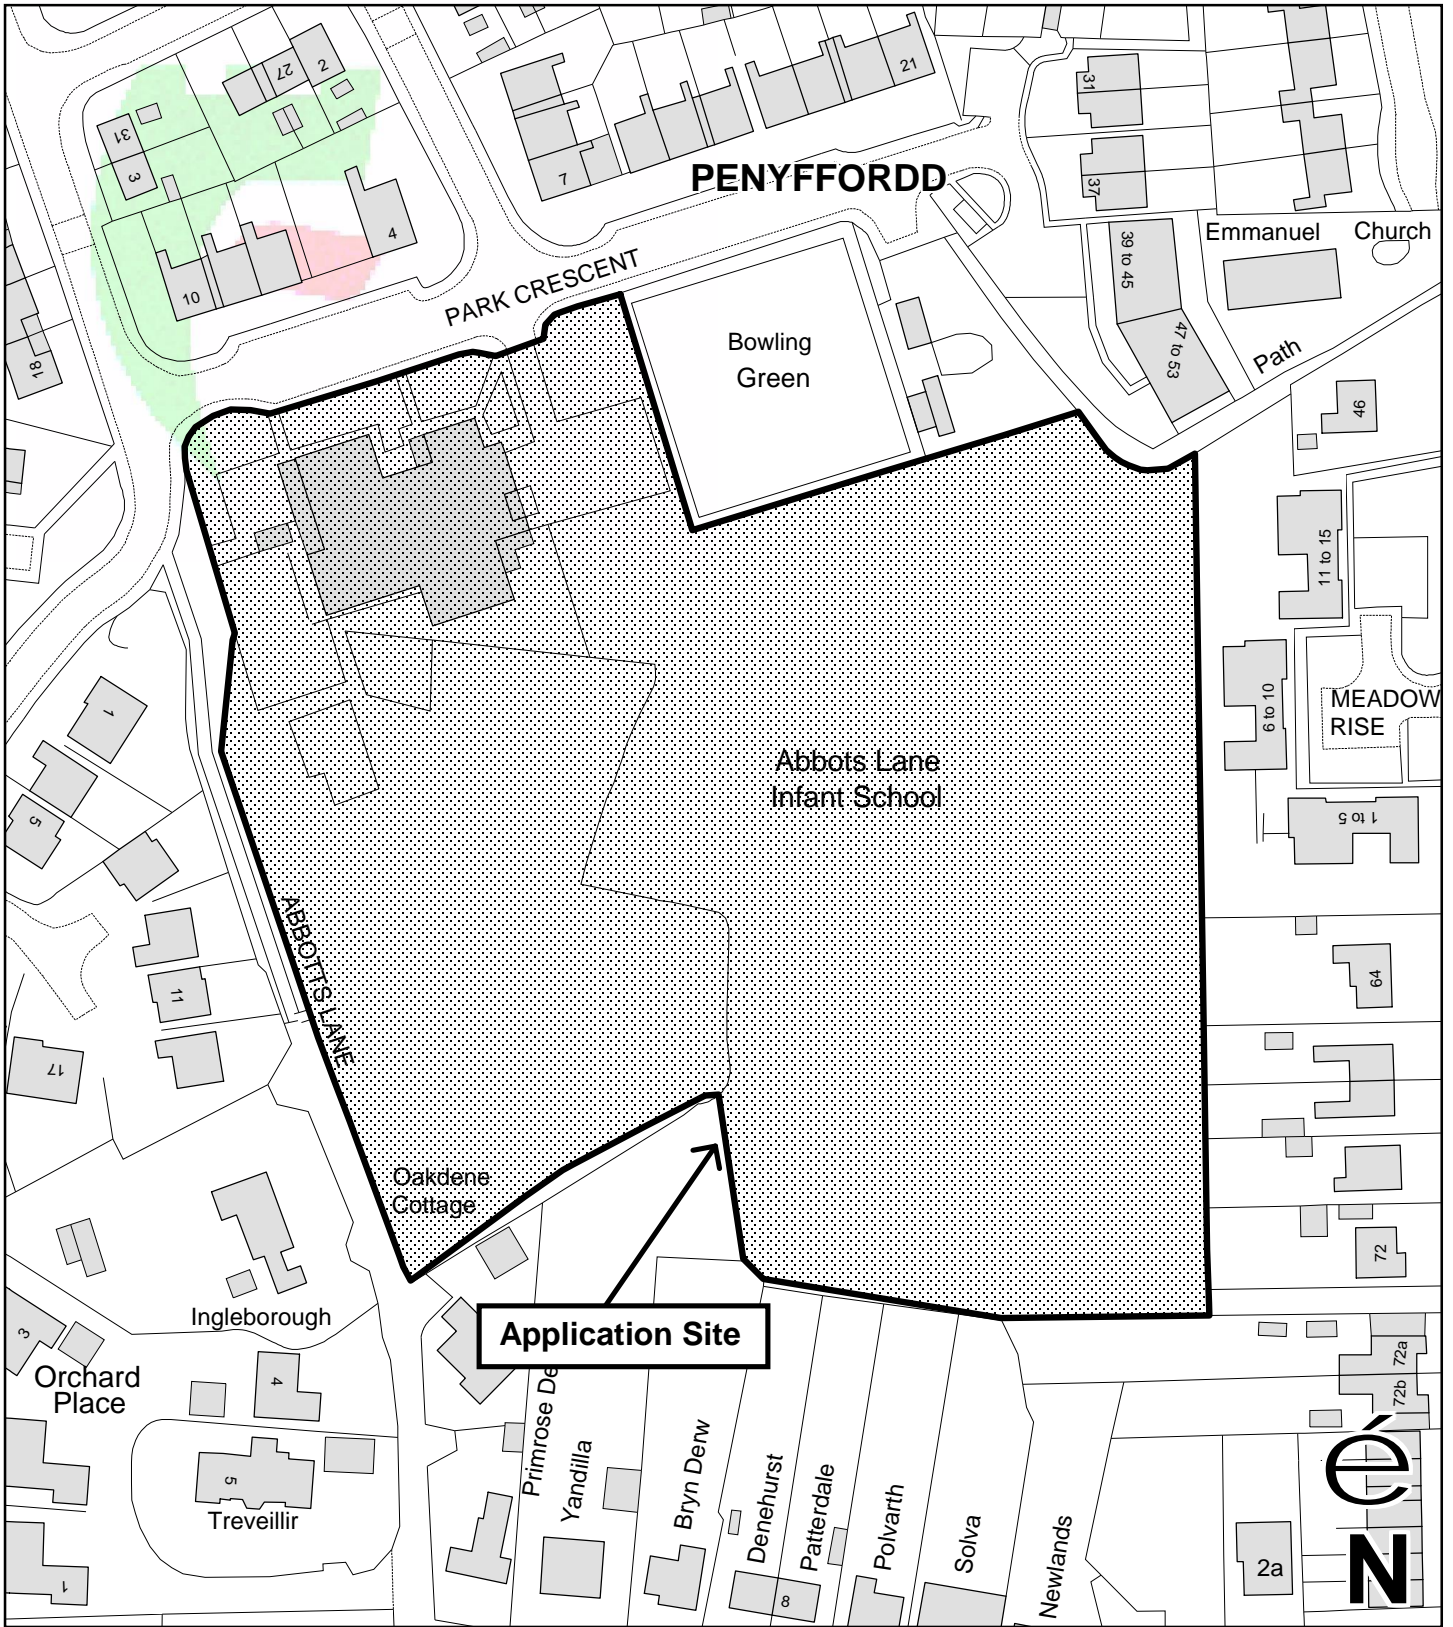 27
2
31
3
10
4
18
7
21
PENYFFORDD
31
37
39 to 45
47 to 53
Emmanuel Church
Path
PARK CRESCENT
Bowling
Green
46
11 to 15
6 to 10
MEADOW
RISE
1 to 5
Abbots Lane
Infant School
1
5
ABBOTTS LANE
11
17
64
72
72a
72b
Oakdene
Cottage
Ingleborough
Application Site
3
Orchard
Place
4
5
Treveillir
1
Primrose De
Yandilla
Bryn Derw
Denehurst
Patterdale
8
Polvarth
Solva
Newlands
2a
é
N